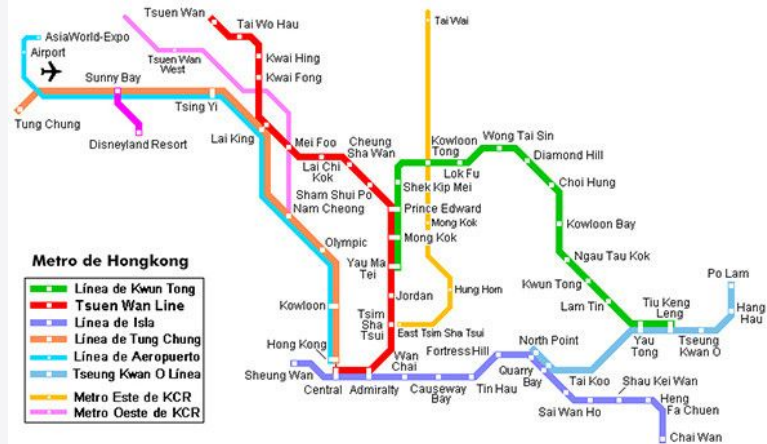 Tsuen Wan
Tai Wo Hau
Tai Wai
AsiaWorld-Expo
Airport
Tsuen Wan
West
Kwai Hing
Kwai Fong
Sunny Bay
Tsing Yi
Tung Chung
Disneyland Resort
Lai King
Mei Foo
Lai Chi
Kok
Cheung
Sha Wan
Kowloon
Tong
Wong Tai Sin
Lok Fu
Diamond Hill
Choi Hung
Sham Shui Po
Shek Kip Mei
Nam Cheong
Prince Edward
Mong Kok
Mong Kok
Kowloon Bay
Olympic
Yau Ma
Tei
Ngau Tau Kok
Kwun Tong
Lam Tin
Hung Hom
Jordan
Kowloon
Tsim
Sha
Tsui
East Tsim Sha Tsui
Po Lam
Hang
Hau
Tiu Keng
Leng
Yau
Tong
Tseung
Kwan O
Hong Kong
Sheung Wan
Central
Admiralty
Wan
Chai
Fortress Hill
North Point
Causeway
Bay
Tin Hau
Quarry
Bay
Tai Koo
Sai Wan Ho
Shau Kei Wan
Heng
Fa Chuen
Chai Wan
Metro de Hongkong
Línea de Kwun Tong
Tsuen Wan Line
Línea de Isla
Línea de Tung Chung
Línea de Aeropuerto
Tseung Kwan O Línea
Metro Este de KCR
Metro Oeste de KCR